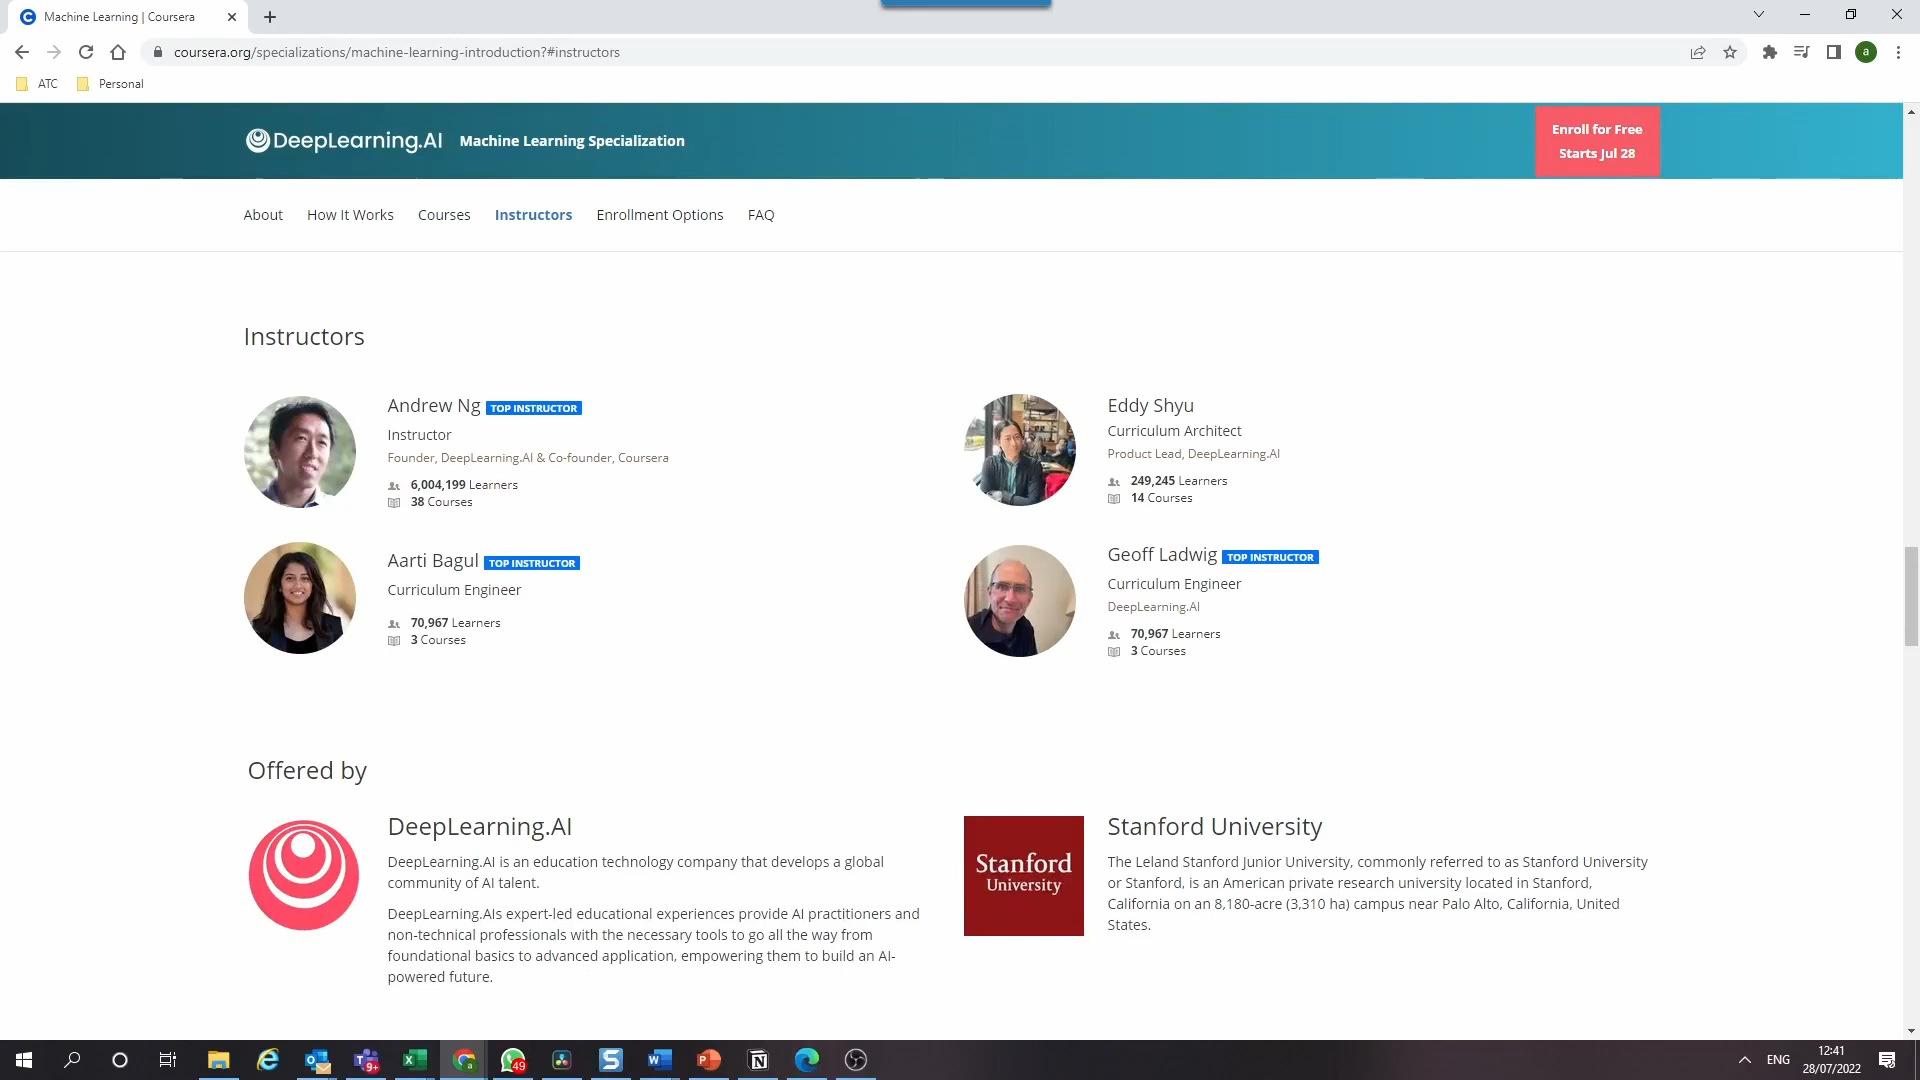 Machine Learning | Coursera
coursera.org/specializations/machine-learning-introduction?#instructors
a
ATC
Personal
DeepLearning.AI
Machine Learning Specialization
Enroll for Free
Starts Jul 28
About
How It Works
Courses
Instructors
Enrollment Options
FAQ
Instructors
Andrew Ng TOP INSTRUCTOR
Instructor
Founder, DeepLearning.AI & Co-founder, Coursera
6,004,199 Learners
38 Courses
Eddy Shyu
Curriculum Architect
Product Lead, DeepLearning.AI
249,245 Learners
14 Courses
Aarti Bagul TOP INSTRUCTOR
Curriculum Engineer
70,967 Learners
3 Courses
Geoff Ladwig TOP INSTRUCTOR
Curriculum Engineer
DeepLearning.AI
70,967 Learners
3 Courses
Offered by
DeepLearning.AI
DeepLearning.AI is an education technology company that develops a global
community of AI talent.
DeepLearning.AIs expert-led educational experiences provide AI practitioners and
non-technical professionals with the necessary tools to go all the way from
foundational basics to advanced application, empowering them to build an AI-
powered future.
Stanford
University
Stanford University
The Leland Stanford Junior University, commonly referred to as Stanford University
or Stanford, is an American private research university located in Stanford,
California on an 8,180-acre (3,310 ha) campus near Palo Alto, California, United
States.
9+
49
ENG
12:41
28/07/2022